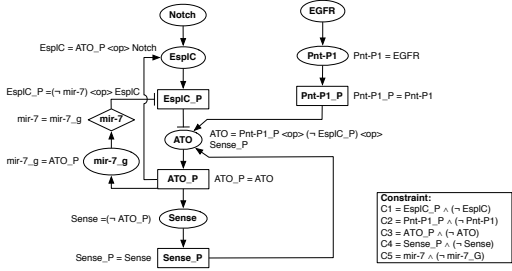 Notch
EGFR
EsplC = ATO_P <op> Notch
EsplC
Pnt-P1
Pnt-P1 = EGFR
EsplC_P =(¬ mir-7) <op> EsplC
EsplC_P
Pnt-P1_P
Pnt-P1_P = Pnt-P1
mir-7 = mir-7_g
mir-7
ATO
ATO = Pnt-P1_P <op> (¬ EsplC_P) <op>
Sense_P
mir-7_g = ATO_P
mir-7_g
ATO_P
ATO_P = ATO
Sense =(¬ ATO_P)
Sense
Sense_P = Sense
Sense_P
Constraint:
C1 = EsplC_P ∧ (¬ EsplC)
C2 = Pnt-P1_P ∧ (¬ Pnt-P1)
C3 = ATO_P ∧ (¬ ATO)
C4 = Sense_P ∧ (¬ Sense)
C5 = mir-7 ∧ (¬ mir-7_G)